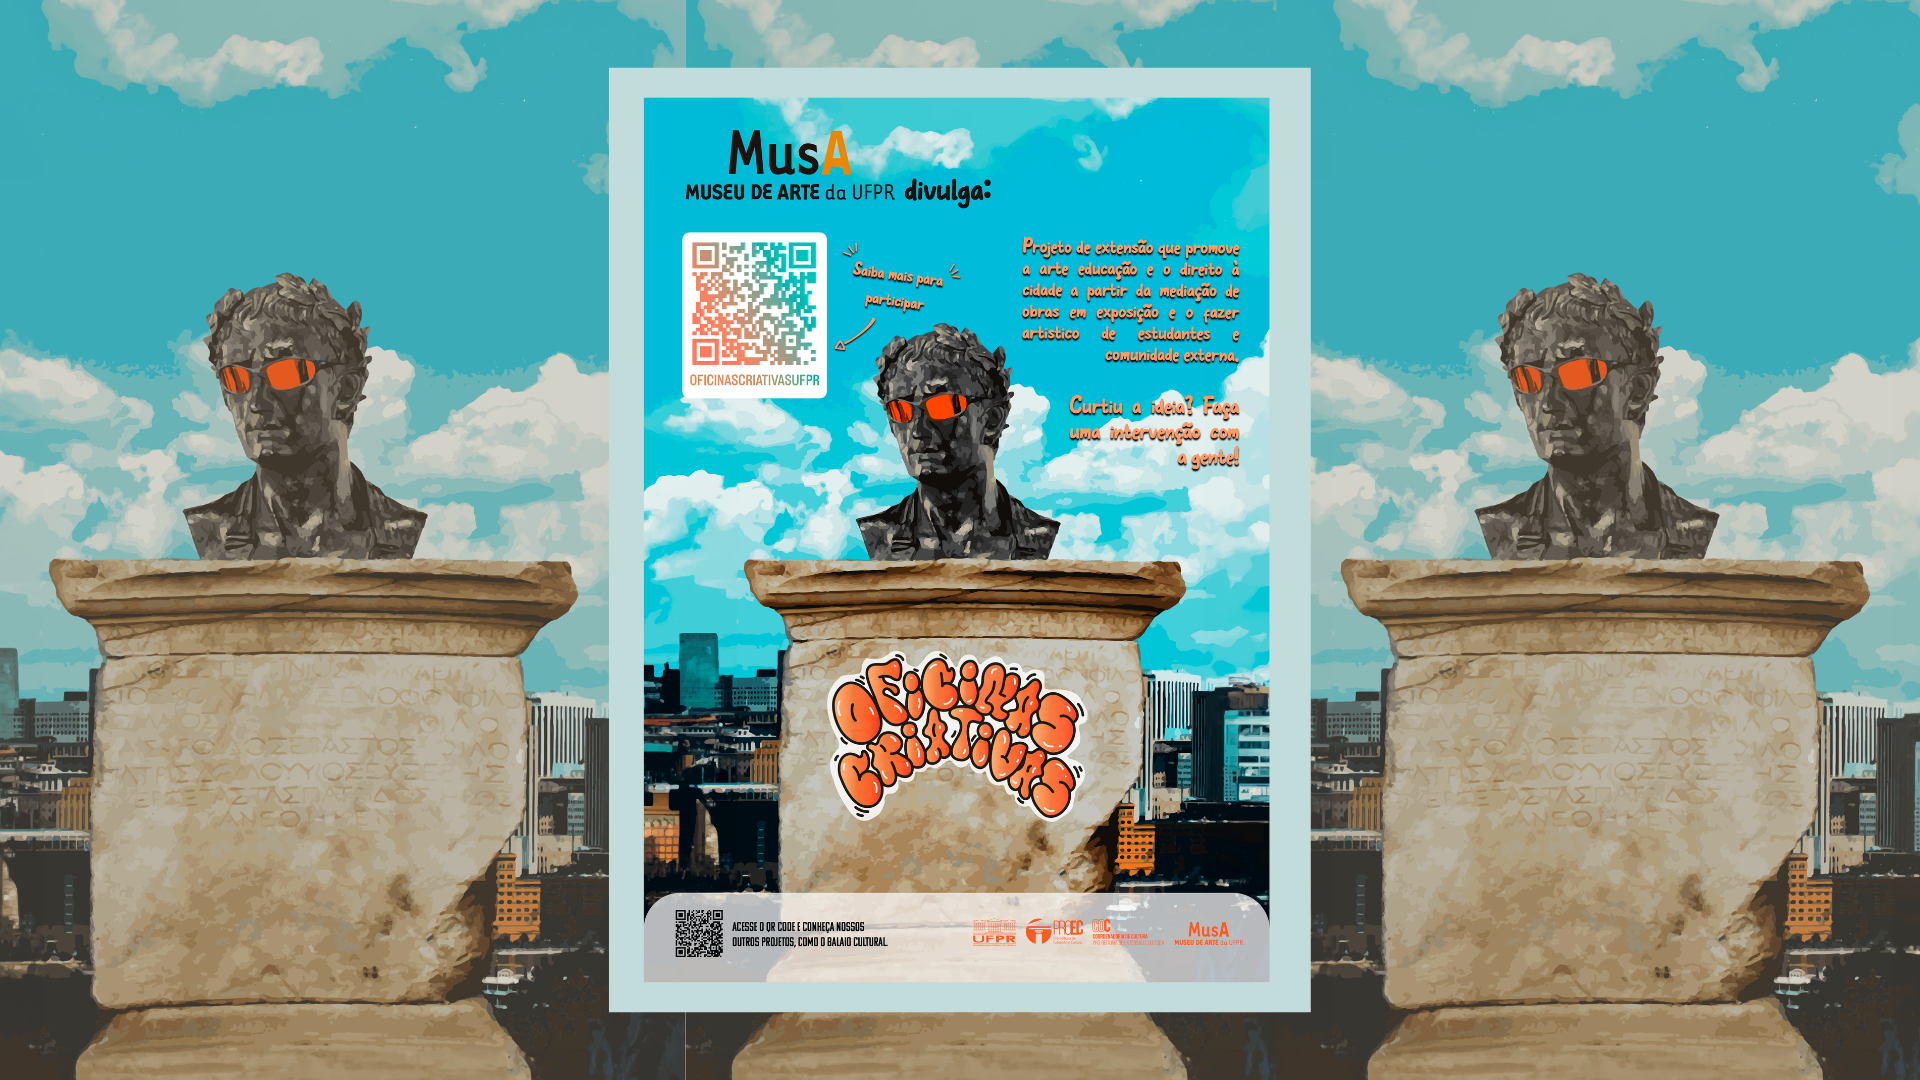 MusA
MUSEU DE ARTE da UFPR divulga:
Saiba mais para
participar
OFICINASCRIATIVASUFPR
Projeto de extensão que promove
a arte educação e o direito à
cidade a partir da mediação de
obras em exposição e o fazer
artístico de estudantes e
comunidade externa.
Curtiu a ideia? Faça
uma intervenção com
a gente!
OFICINAS
CRIATIVAS
ACESSE O QR CODE E CONHEÇA NOSSOS
OUTROS PROJETOS, COMO O BALAIO CULTURAL.
UFPR
PROEC
CDC
MusA
MUSEU DE ARTE da UFPR